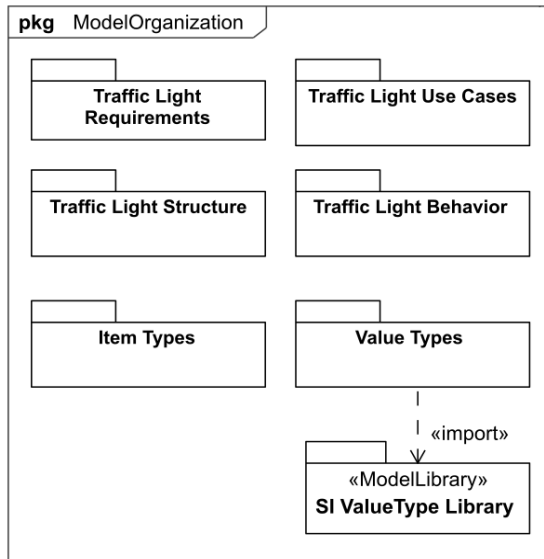 pkg ModelOrganization
Traffic Light
Requirements
Traffic Light Use Cases
Traffic Light Structure
Traffic Light Behavior
Item Types
Value Types
«import»
«ModelLibrary»
SI ValueType Library